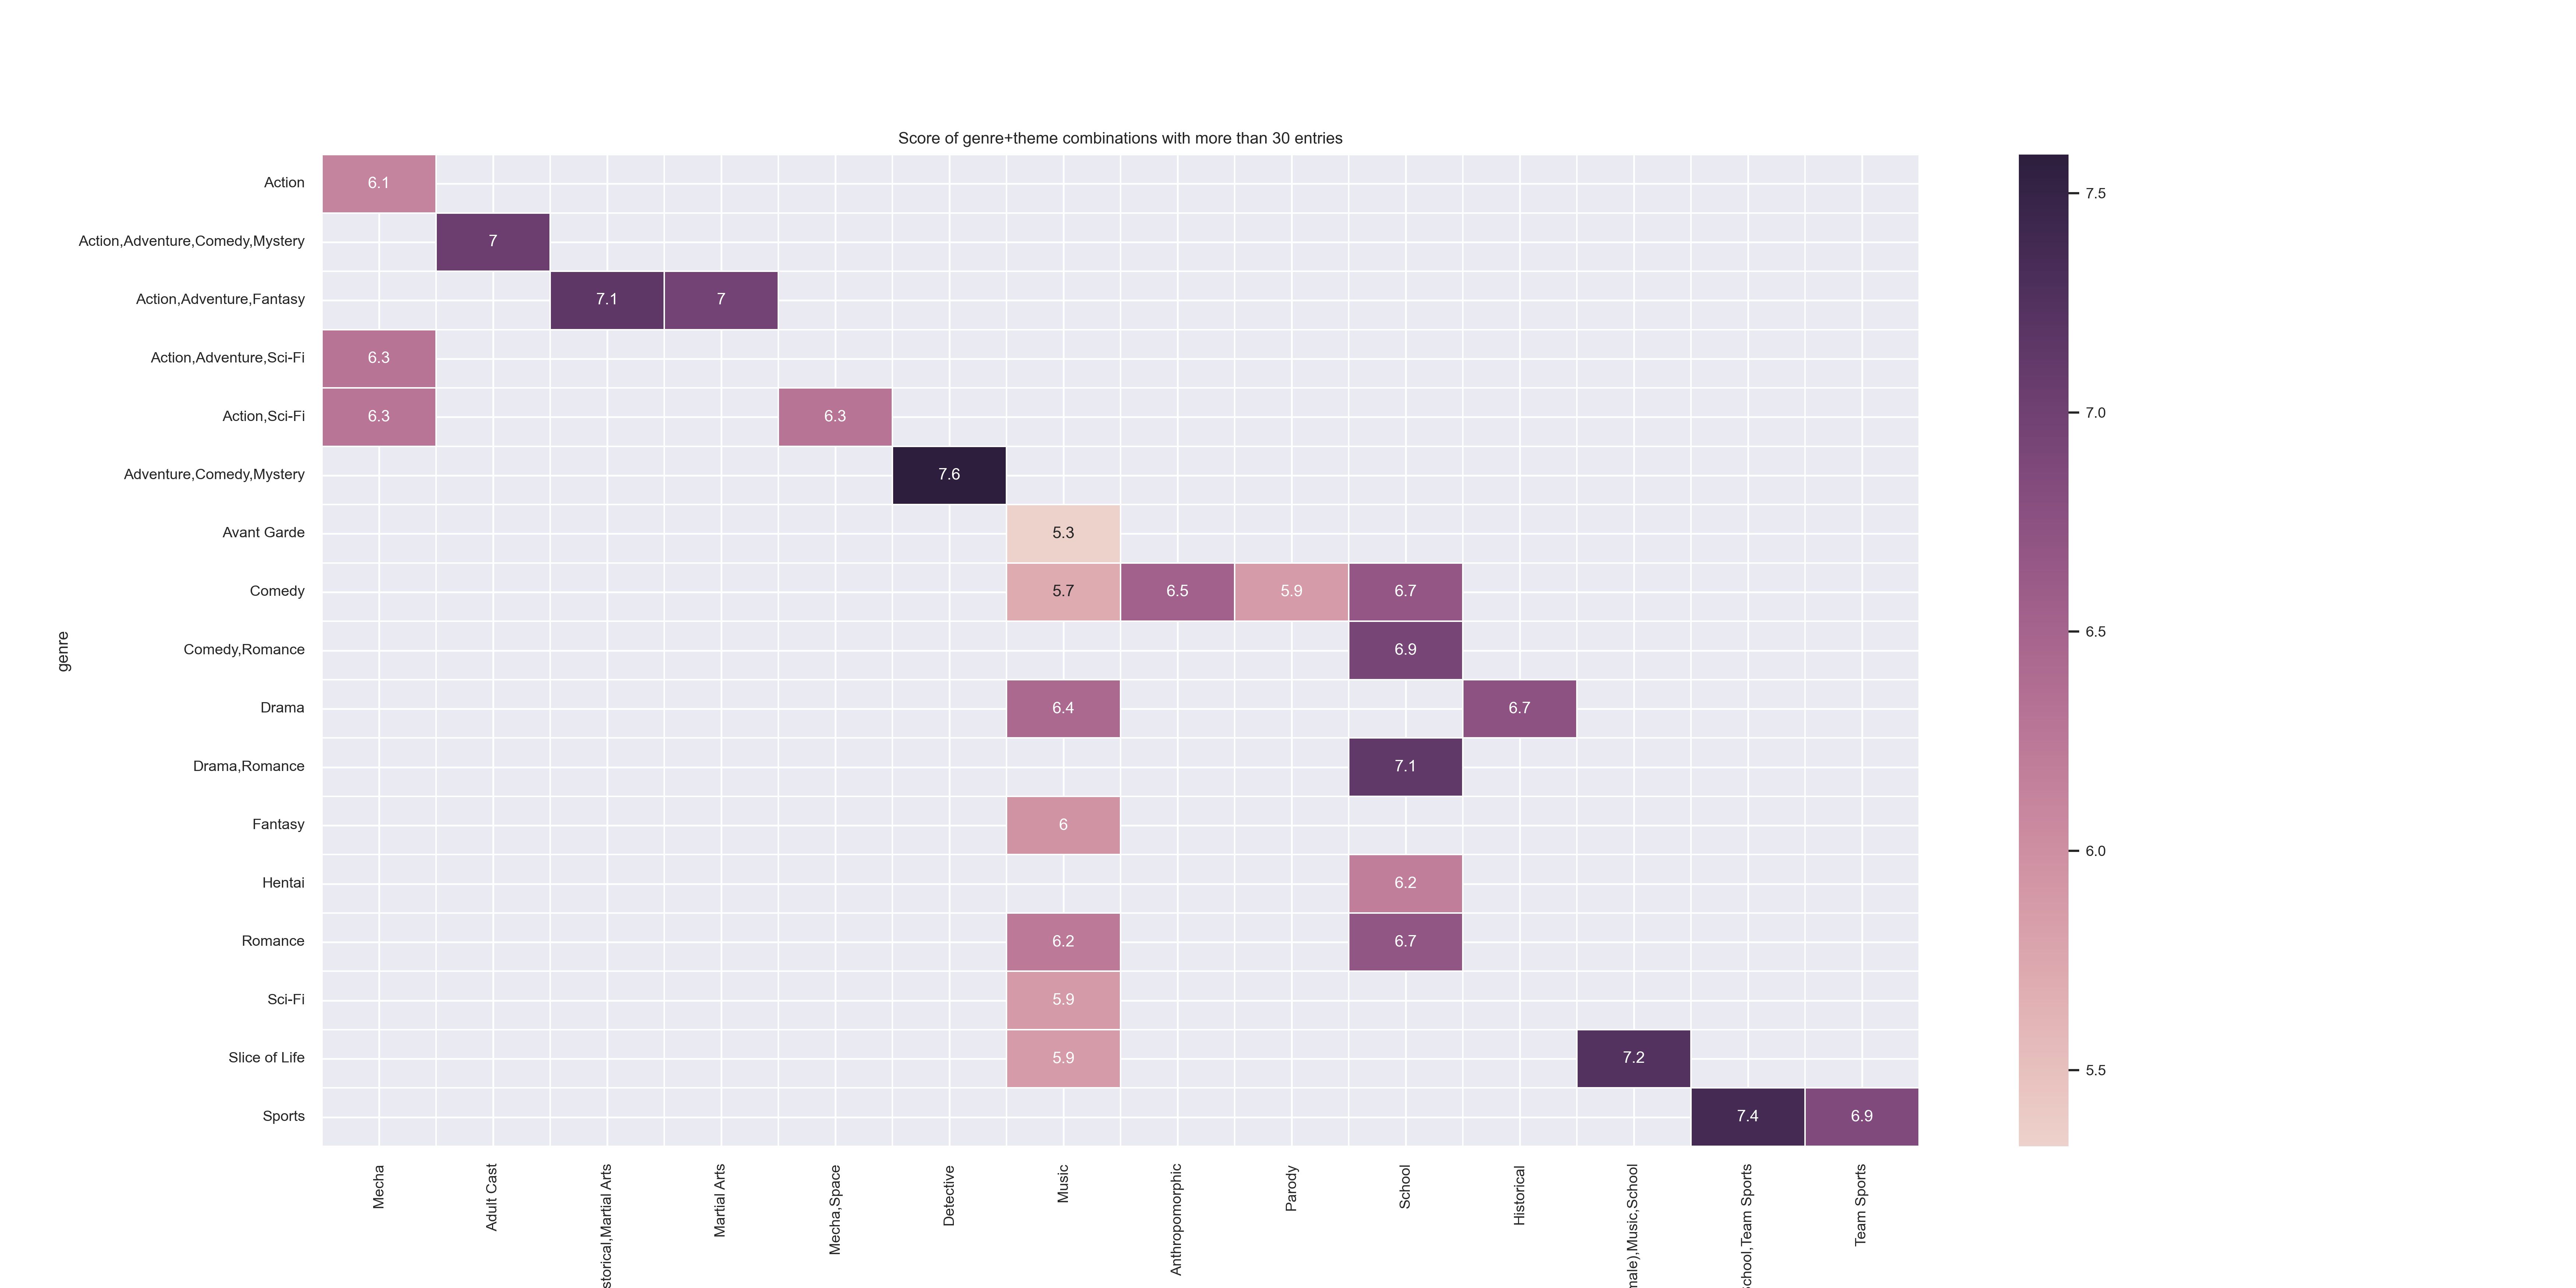 Score of genre+theme combinations with more than 30 entries
Action 6.1
Action,Adventure,Comedy,Mystery 7
Action,Adventure,Fantasy 7.1 7
Action,Adventure,Sci-Fi 6.3
Action,Sci-Fi 6.3 6.3
Adventure,Comedy,Mystery 7.6
Avant Garde 5.3
Comedy 5.7 6.5 5.9 6.7
Comedy,Romance 6.9
Drama 6.4 6.7
Drama,Romance 7.1
Fantasy 6
Hentai 6.2
Romance 6.2 6.7
Sci-Fi 5.9
Slice of Life 5.9 7.2
Sports 7.4 6.9
genre
Mecha
Adult Cast
storical,Martial Arts
Martial Arts
Mecha,Space
Detective
Music
Anthropomorphic
Parody
School
Historical
male),Music,School
chool,Team Sports
Team Sports
7.5
7.0
6.5
6.0
5.5